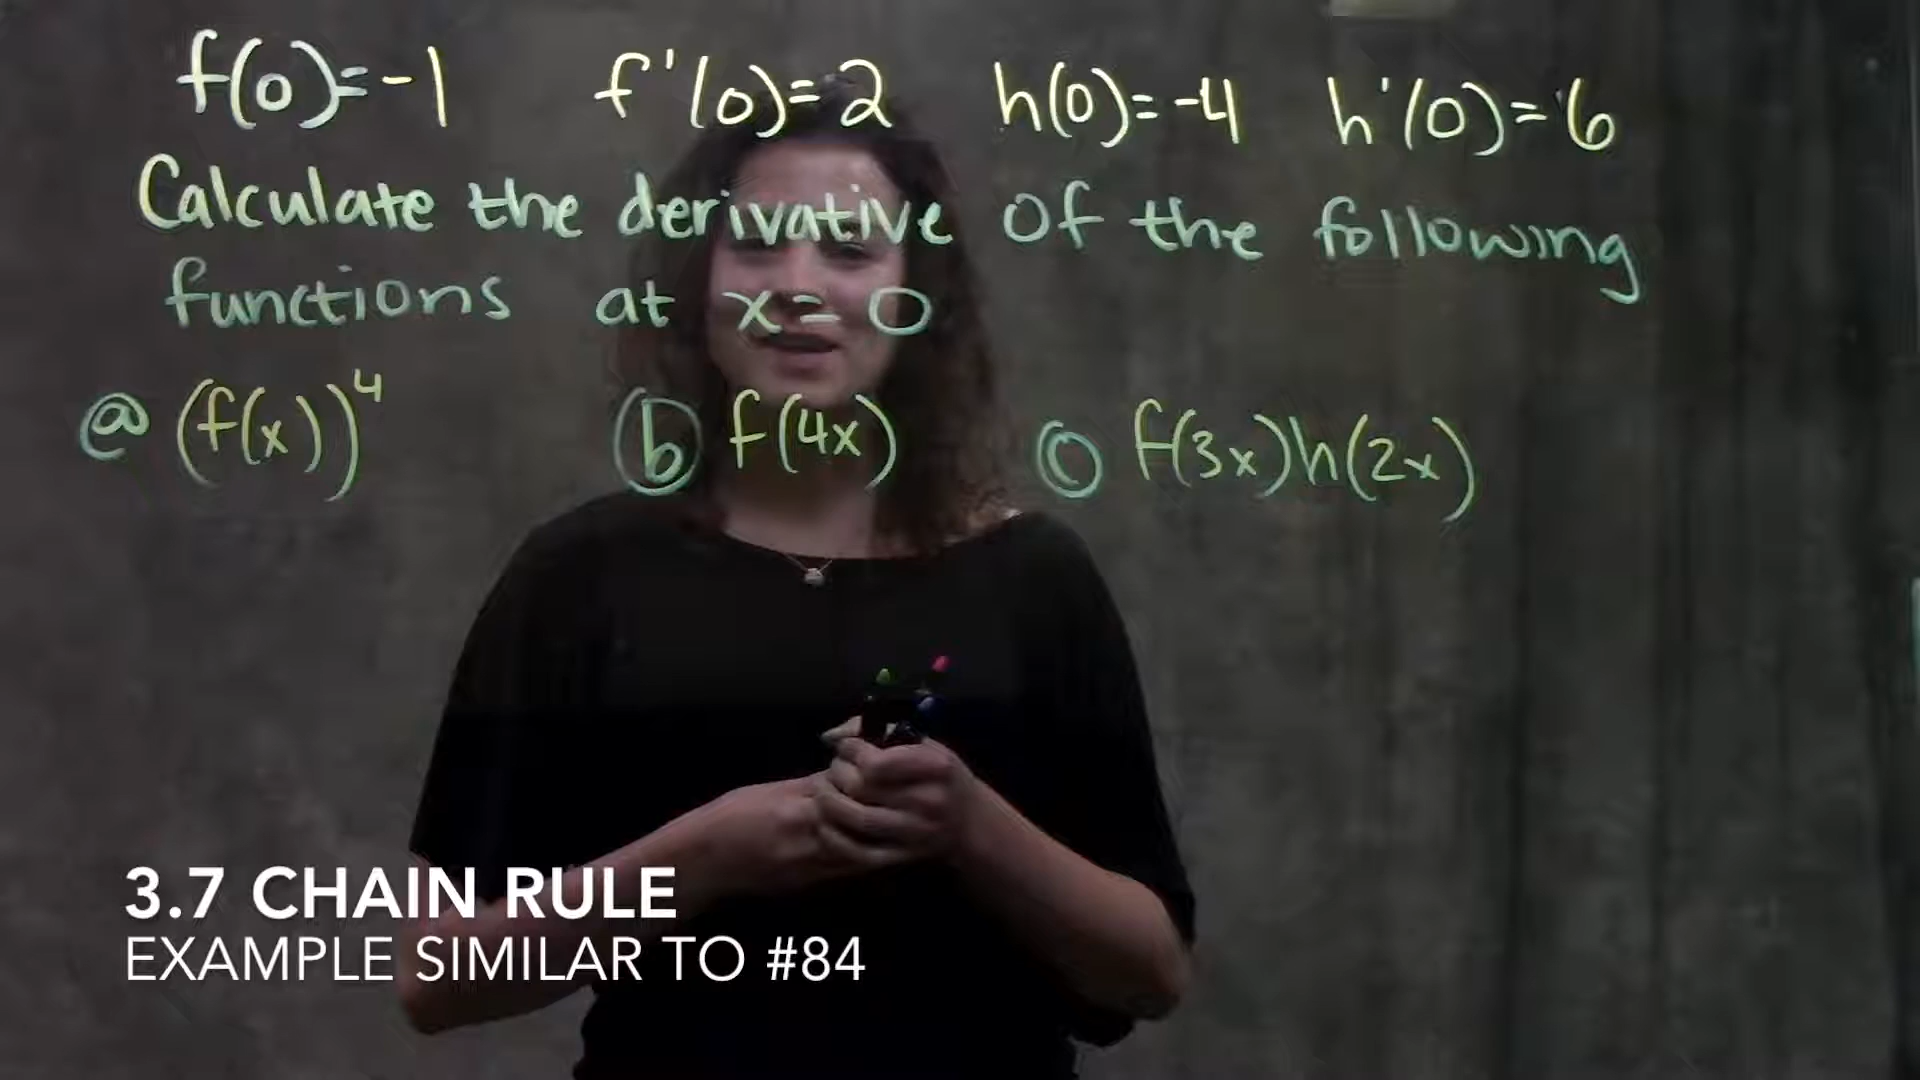 f(0)=-1 f'(0)=2 h(0)=-4 h'(0)=6
Calculate the derivative of the following
functions at x=0
ⓐ (f(x))⁴ ⓑ f(4x) ⓒ f(3x)h(2x)
3.7 CHAIN RULE
EXAMPLE SIMILAR TO #84